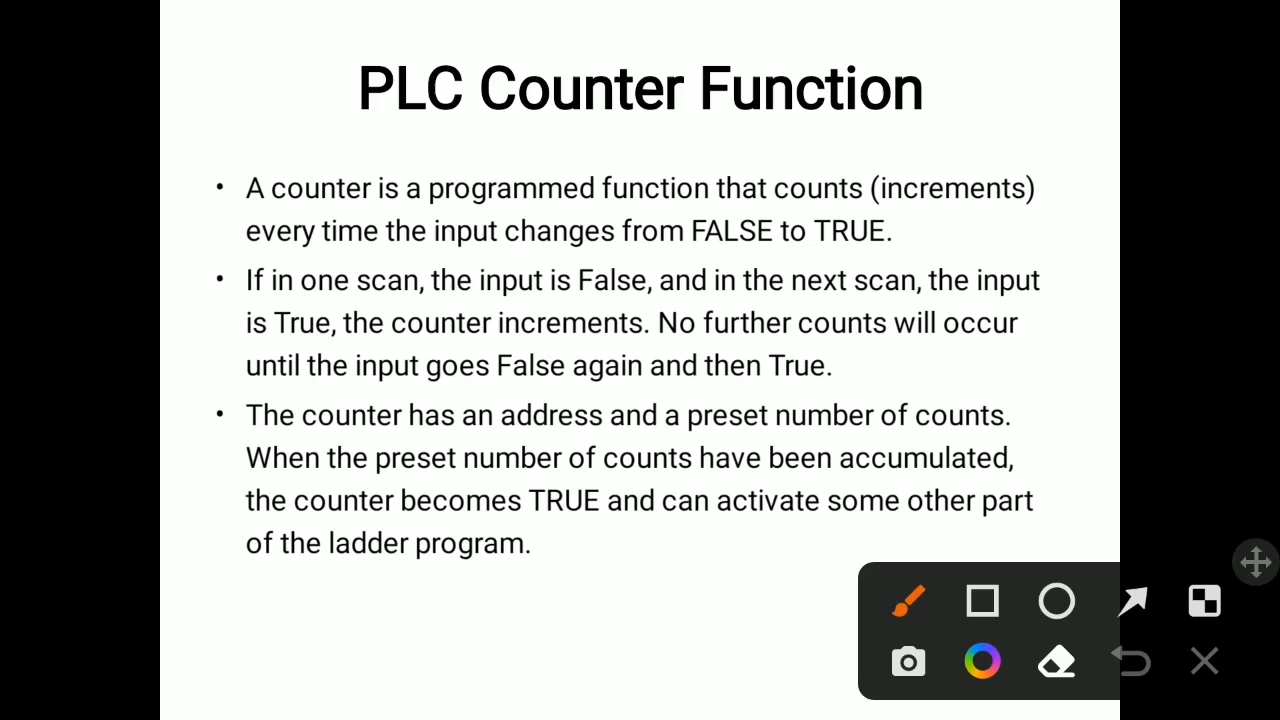 PLC Counter Function
• A counter is a programmed function that counts (increments)
every time the input changes from FALSE to TRUE.
• If in one scan, the input is False, and in the next scan, the input
is True, the counter increments. No further counts will occur
until the input goes False again and then True.
• The counter has an address and a preset number of counts.
When the preset number of counts have been accumulated,
the counter becomes TRUE and can activate some other part
of the ladder program.